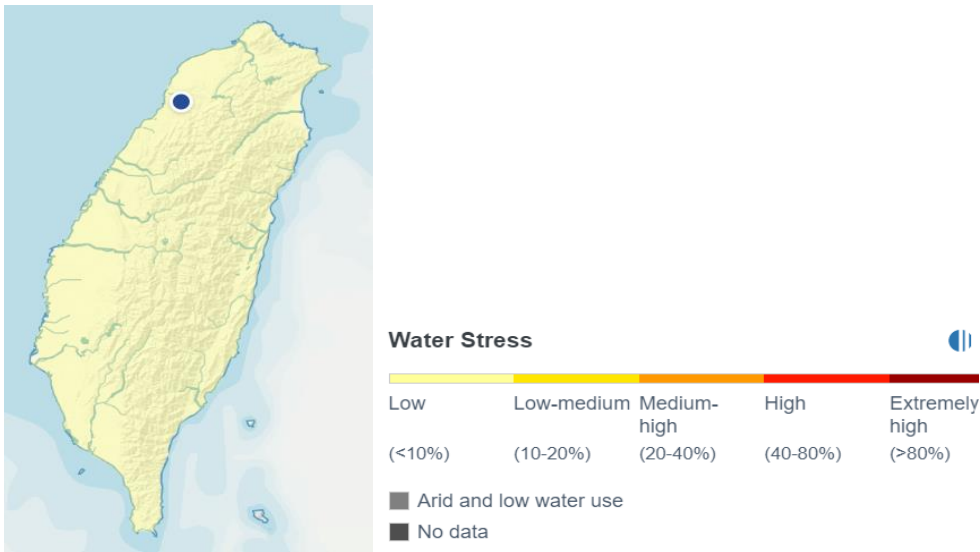 Water Stress
Low Low-medium Medium-high High Extremely high
(<10%) (10-20%) (20-40%) (40-80%) (>80%)
Arid and low water use
No data